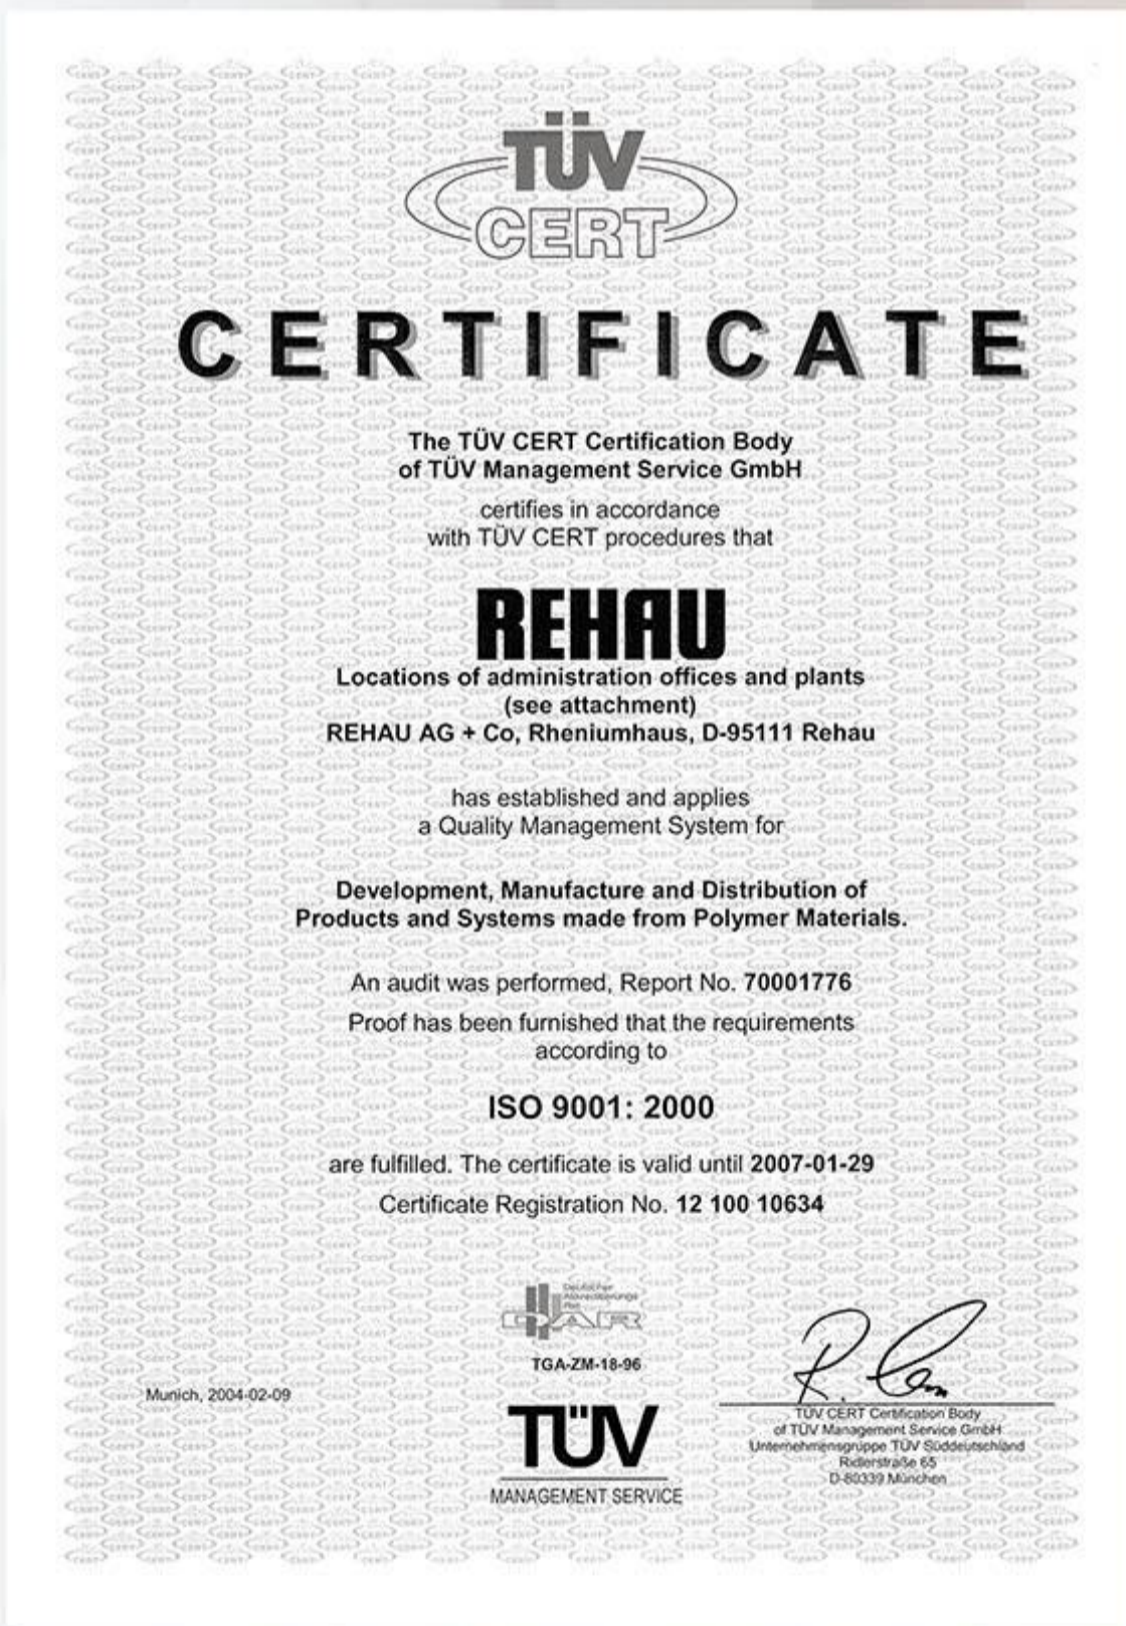 TÜV
CERT
CERTIFICATE
The TÜV CERT Certification Body
of TÜV Management Service GmbH
certifies in accordance
with TÜV CERT procedures that
REHAU
Locations of administration offices and plants
(see attachment)
REHAU AG + Co, Rheniumhaus, D-95111 Rehau
has established and applies
a Quality Management System for
Development, Manufacture and Distribution of
Products and Systems made from Polymer Materials.
An audit was performed, Report No. 70001776
Proof has been furnished that the requirements
according to
ISO 9001: 2000
are fulfilled. The certificate is valid until 2007-01-29
Certificate Registration No. 12 100 10634
Deutscher
Akkreditierungs
Rat
DAR
TGA-ZM-18-96
Munich, 2004-02-09
TÜV
MANAGEMENT SERVICE
TÜV CERT Certification Body
of TÜV Management Service GmbH
Unternehmensgruppe TÜV Süddeutschland
Ridlerstraße 65
D-80339 München